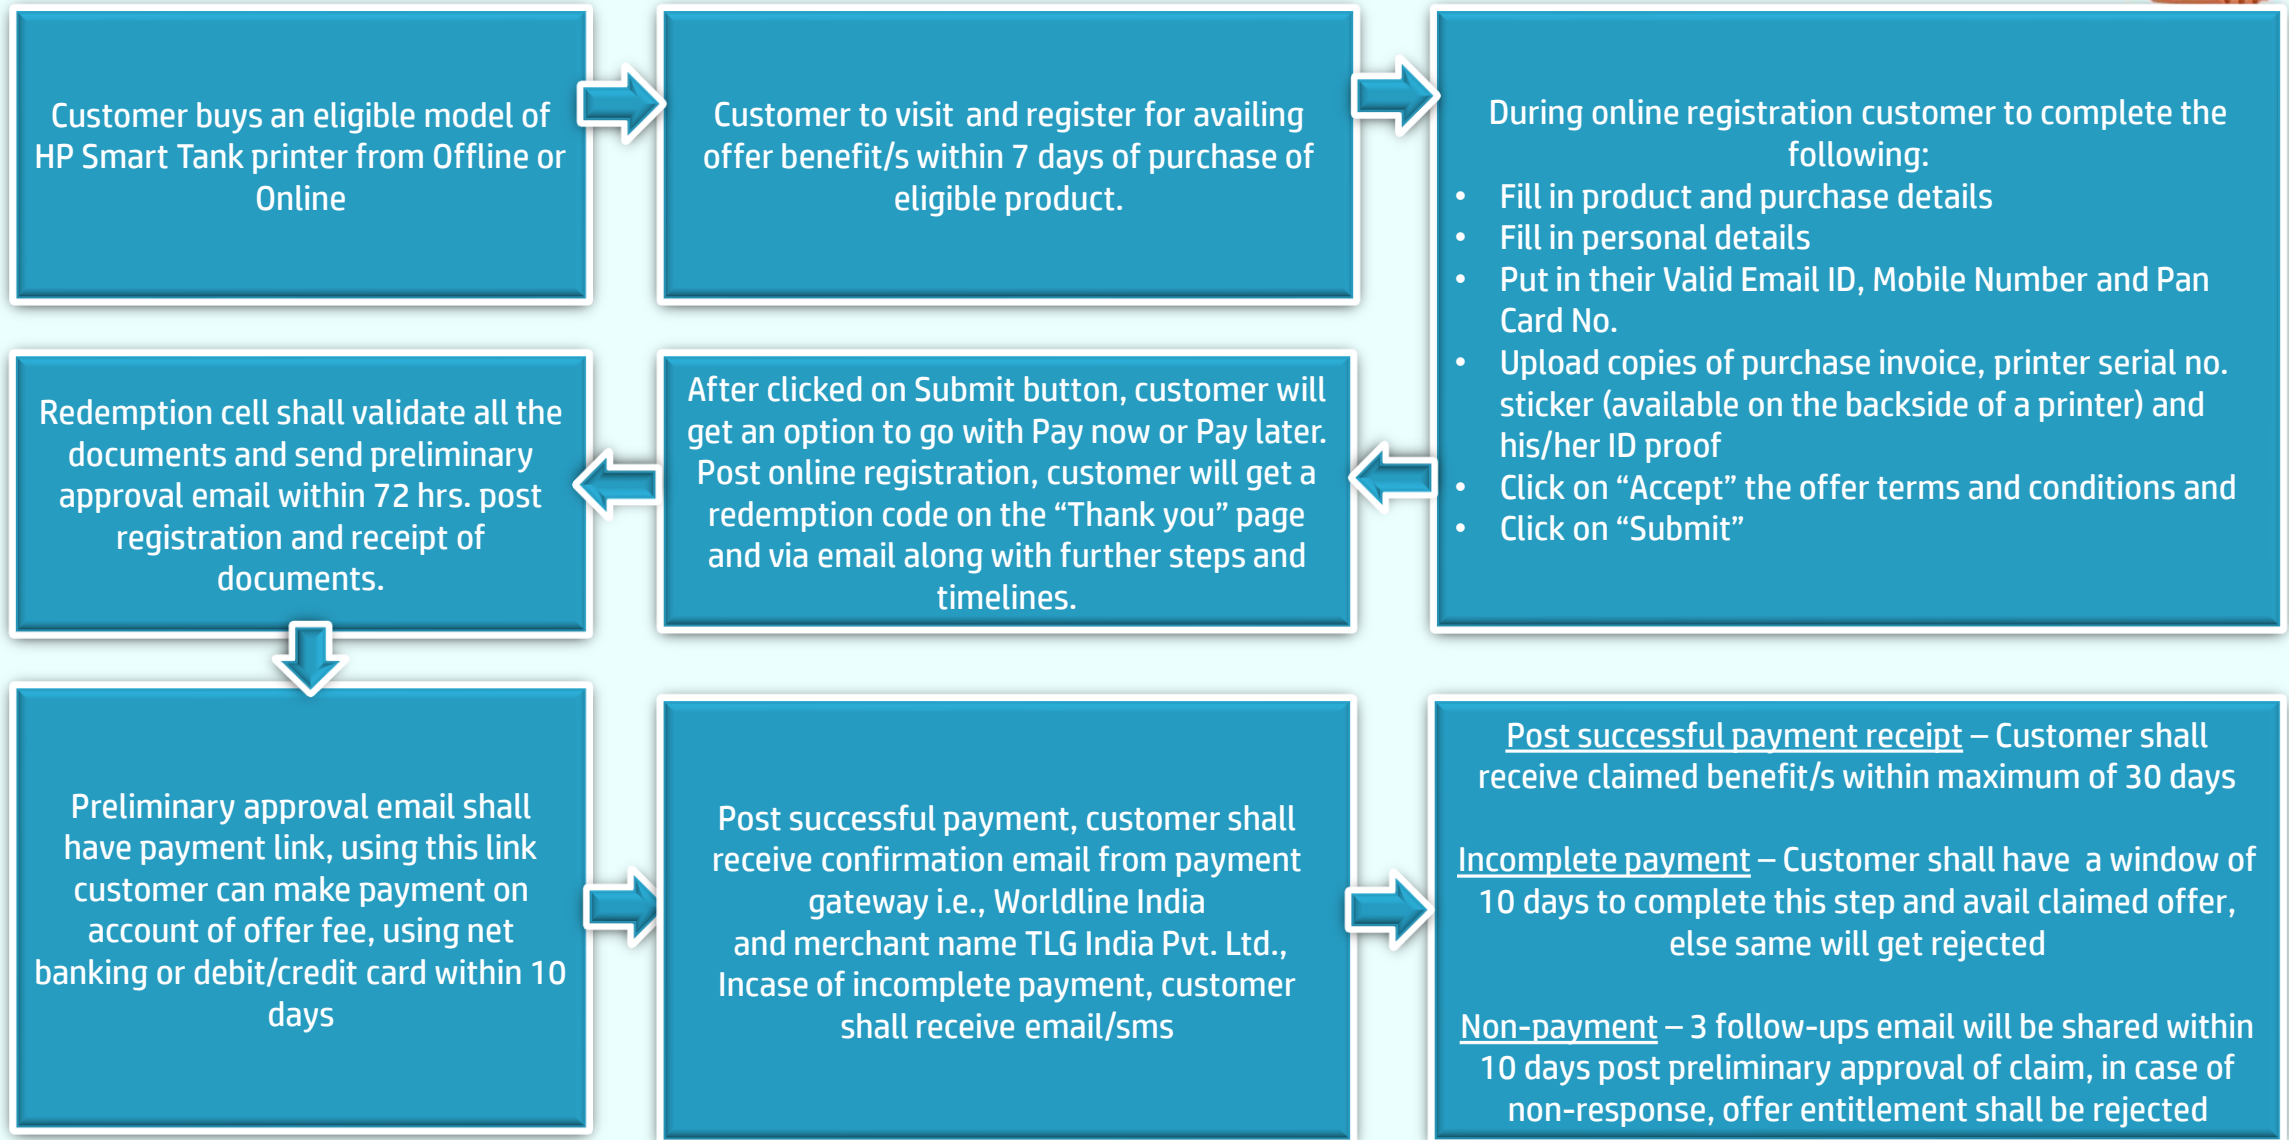 Customer buys an eligible model of
HP Smart Tank printer from Offline or
Online
Customer to visit and register for availing
offer benefit/s within 7 days of purchase of
eligible product.
During online registration customer to complete the
following:
• Fill in product and purchase details
• Fill in personal details
• Put in their Valid Email ID, Mobile Number and Pan
Card No.
• Upload copies of purchase invoice, printer serial no.
sticker (available on the backside of a printer) and
his/her ID proof
• Click on “Accept” the offer terms and conditions and
• Click on “Submit”
After clicked on Submit button, customer will
get an option to go with Pay now or Pay later.
Post online registration, customer will get a
redemption code on the “Thank you” page
and via email along with further steps and
timelines.
Redemption cell shall validate all the
documents and send preliminary
approval email within 72 hrs. post
registration and receipt of
documents.
Preliminary approval email shall
have payment link, using this link
customer can make payment on
account of offer fee, using net
banking or debit/credit card within 10
days
Post successful payment, customer shall
receive confirmation email from payment
gateway i.e., Worldline India
and merchant name TLG India Pvt. Ltd.,
Incase of incomplete payment, customer
shall receive email/sms
Post successful payment receipt – Customer shall
receive claimed benefit/s within maximum of 30 days
Incomplete payment – Customer shall have a window of
10 days to complete this step and avail claimed offer,
else same will get rejected
Non-payment – 3 follow-ups email will be shared within
10 days post preliminary approval of claim, in case of
non-response, offer entitlement shall be rejected